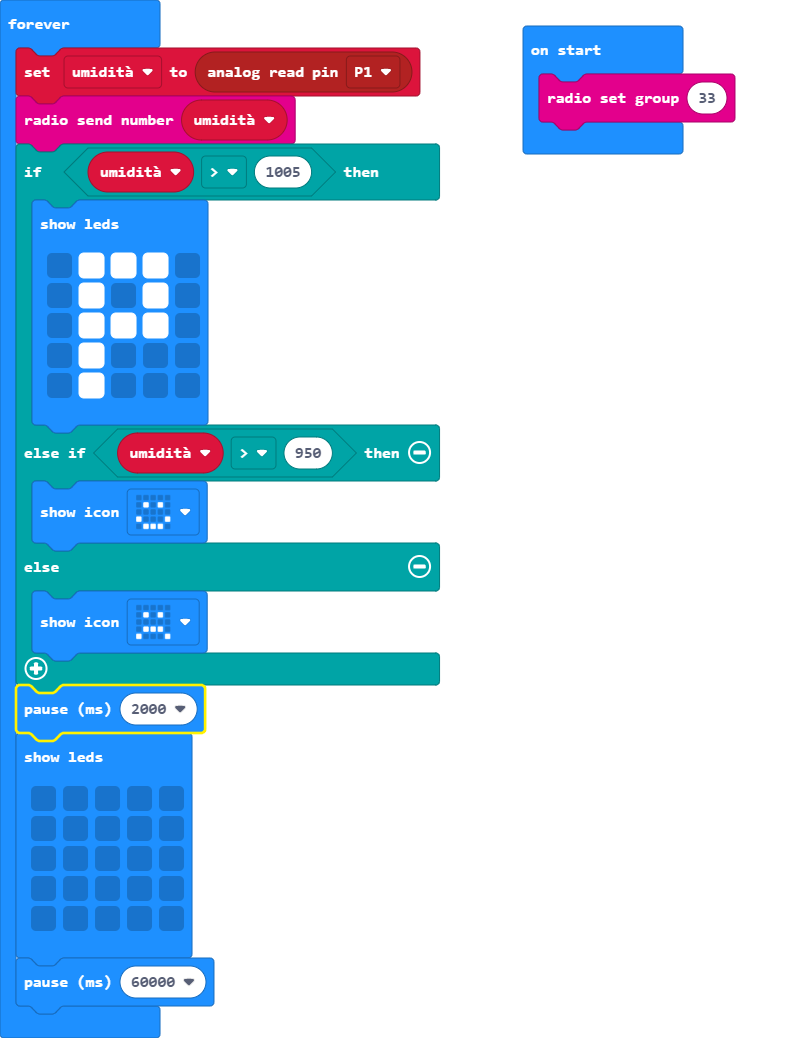 forever
set umidità to analog read pin P1
radio send number umidità
if umidità > 1005 then
show leds
else if umidità > 950 then
show icon
else
show icon
pause (ms) 2000
show leds
pause (ms) 60000
on start
radio set group 33